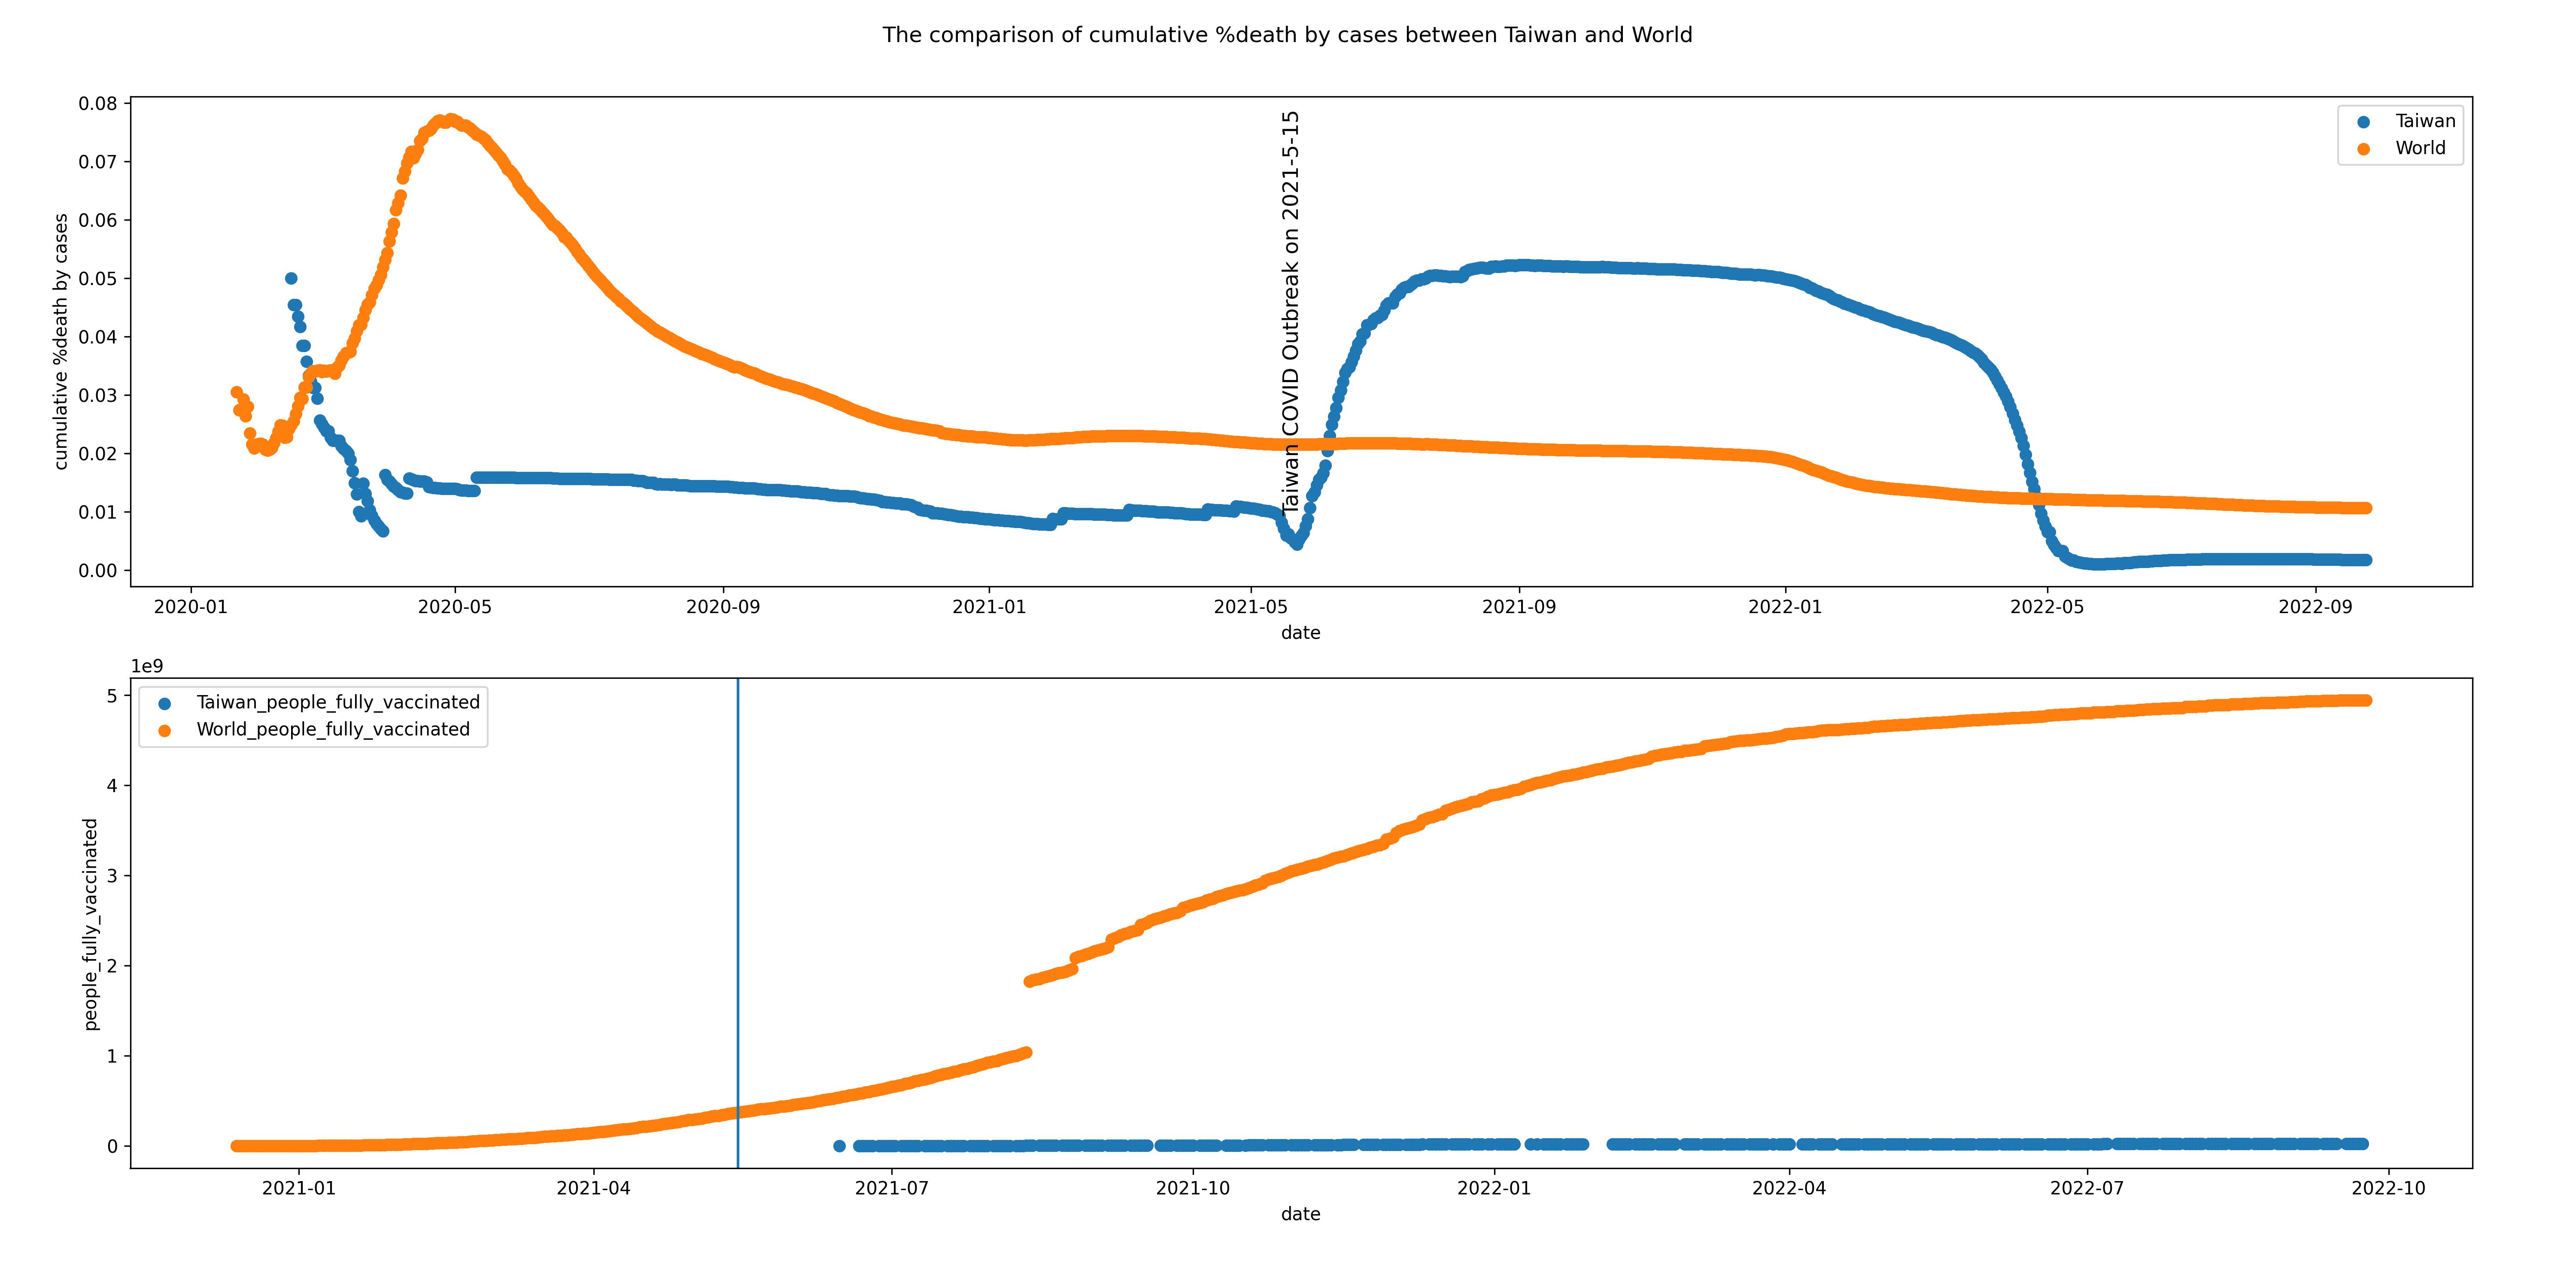 The comparison of cumulative %death by cases between Taiwan and World
0.08
0.07
0.06
0.05
0.04
0.03
0.02
0.01
0.00
cumulative %death by cases
Taiwan COVID Outbreak on 2021-5-15
Taiwan
World
2020-01 2020-05 2020-09 2021-01 2021-05 2021-09 2022-01 2022-05 2022-09
date
1e9
5
4
3
2
1
0
people_fully_vaccinated
Taiwan_people_fully_vaccinated
World_people_fully_vaccinated
2021-01 2021-04 2021-07 2021-10 2022-01 2022-04 2022-07 2022-10
date